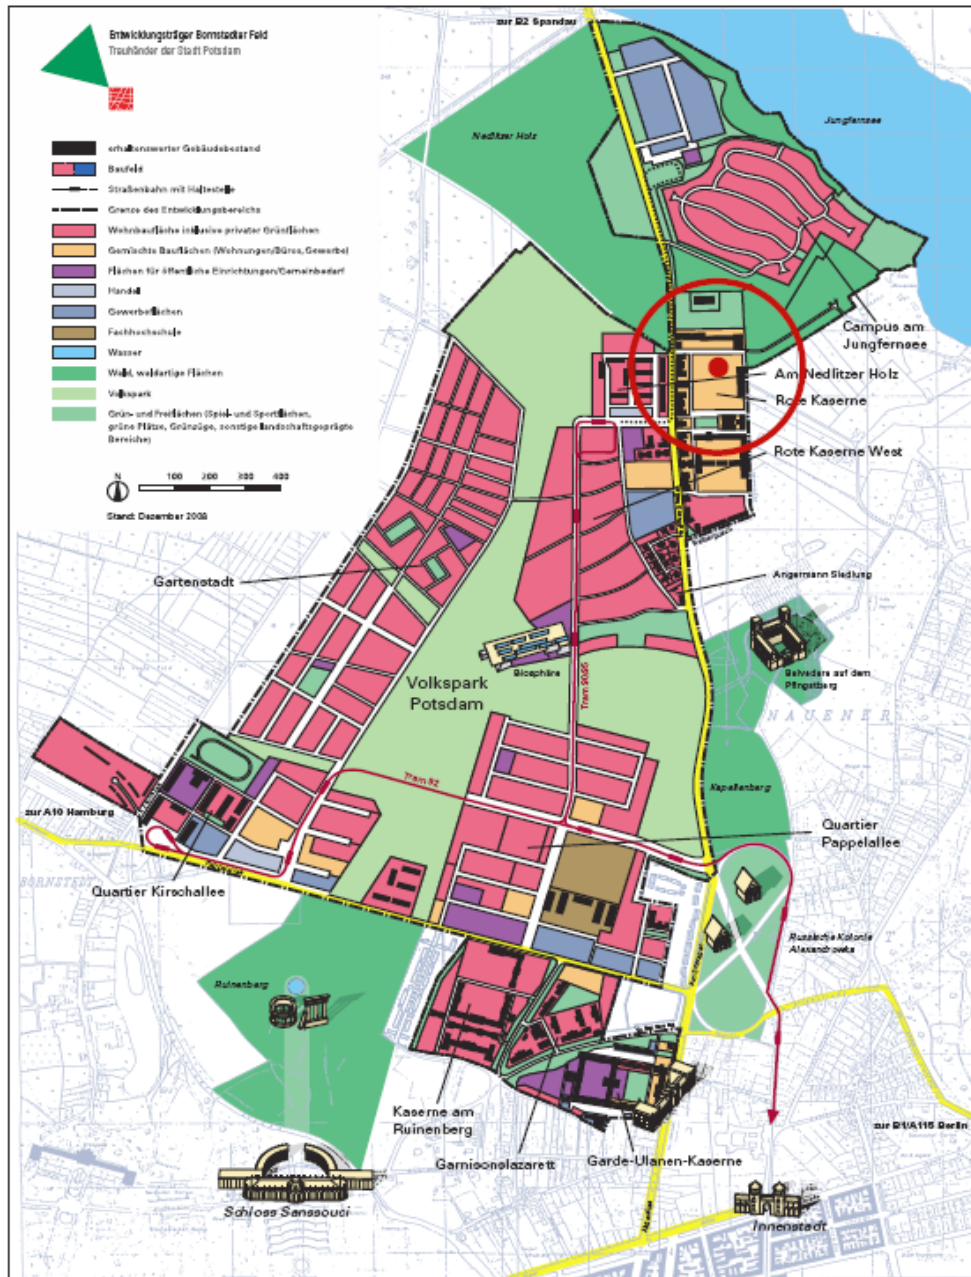 zur B2 Spandau
Entwicklungsträger Bornstedter Feld
Treuhänder der Stadt Potsdam
Jungfernsee
Nedlitzer Holz
erhaltenswerter Gebäudebestand
Baufeld
Straßenbahn mit Haltestelle
Grenze des Entwicklungsbereichs
Wohnbaufläche inklusive privater Grünflächen
Gemischte Bauflächen (Wohnungen/Büros, Gewerbe)
Flächen für öffentliche Einrichtungen/Gemeinbedarf
Handel
Gewerbeflächen
Fachhochschule
Wasser
Wald, waldartige Flächen
Volkspark
Grün- und Freiflächen (Spiel- und Sportflächen,
grüne Plätze, Grünzüge, sonstige landschaftsgeprägte
Bereiche)
Campus am
Jungfernsee
Am Nedlitzer Holz
Rote Kaserne
Rote Kaserne West
N
100 200 300 400
Stand: Dezember 2008
Gartenstadt
Angermann Siedlung
Biosphäre
Belvedere auf dem
Pfingstberg
Volkspark
Potsdam
Tram 90/95
NAUENER
Tram 92
Kapellenberg
zur A10 Hamburg
Quartier
Pappelallee
BORNSTEDT
Quartier Kirschallee
Russische Kolonie
Alexandrowka
Ruinenberg
Kaserne am
Ruinenberg
zur B1/A115 Berlin
Garnisonslazarett
Garde-Ulanen-Kaserne
Schloss Sanssouci
Innenstadt